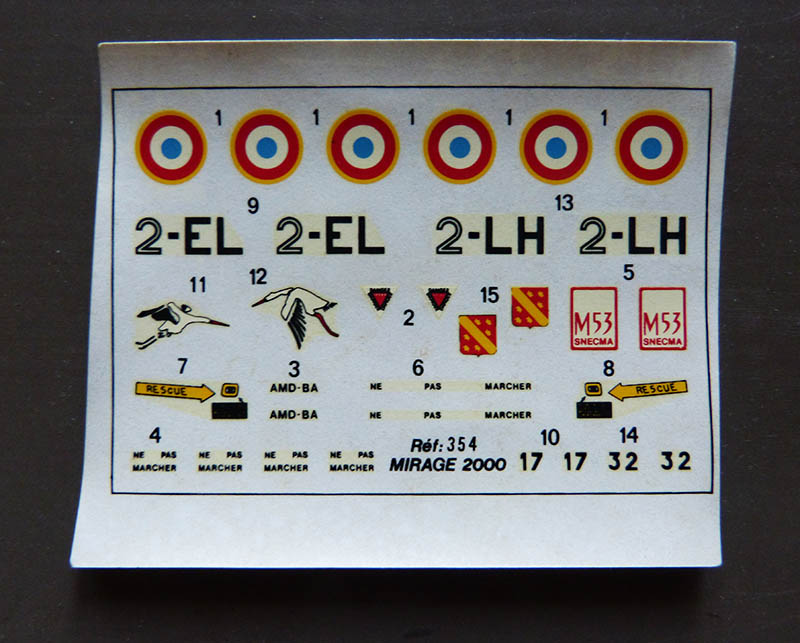 1 1 1 1 1 1
9 13
2-EL 2-EL 2-LH 2-LH
11 12 2 15 5
M53 M53
SNECMA SNECMA
7 3 6 8
RESCUE AMD-BA NE PAS MARCHER RESCUE
AMD-BA NE PAS MARCHER
4 Réf: 354 10 14
NE PAS NE PAS NE PAS NE PAS
MARCHER MARCHER MARCHER MARCHER MIRAGE 2000 17 17 32 32